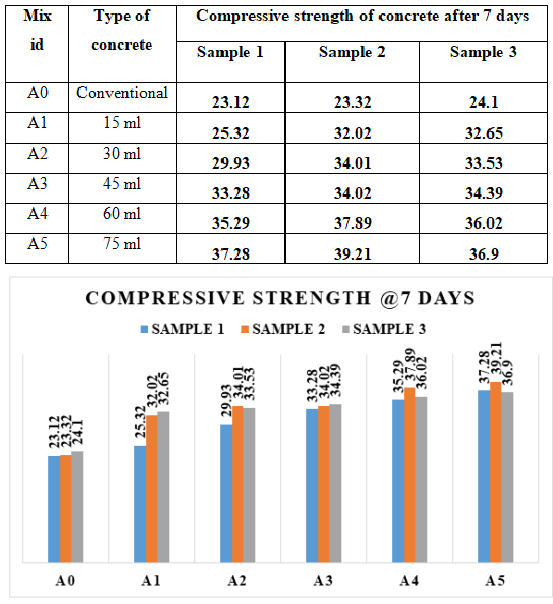 Mix id Type of concrete Compressive strength of concrete after 7 days
Sample 1 Sample 2 Sample 3
A0 Conventional 23.12 23.32 24.1
A1 15 ml 25.32 32.02 32.65
A2 30 ml 29.93 34.01 33.53
A3 45 ml 33.28 34.02 34.39
A4 60 ml 35.29 37.89 36.02
A5 75 ml 37.28 39.21 36.9
COMPRESSIVE STRENGTH @7 DAYS
SAMPLE 1 SAMPLE 2 SAMPLE 3
23.12 23.32 24.1 25.32 32.02 32.65 29.93 34.01 33.53 33.28 34.02 34.39 35.29 37.89 36.02 37.28 39.21 36.9
A0 A1 A2 A3 A4 A5